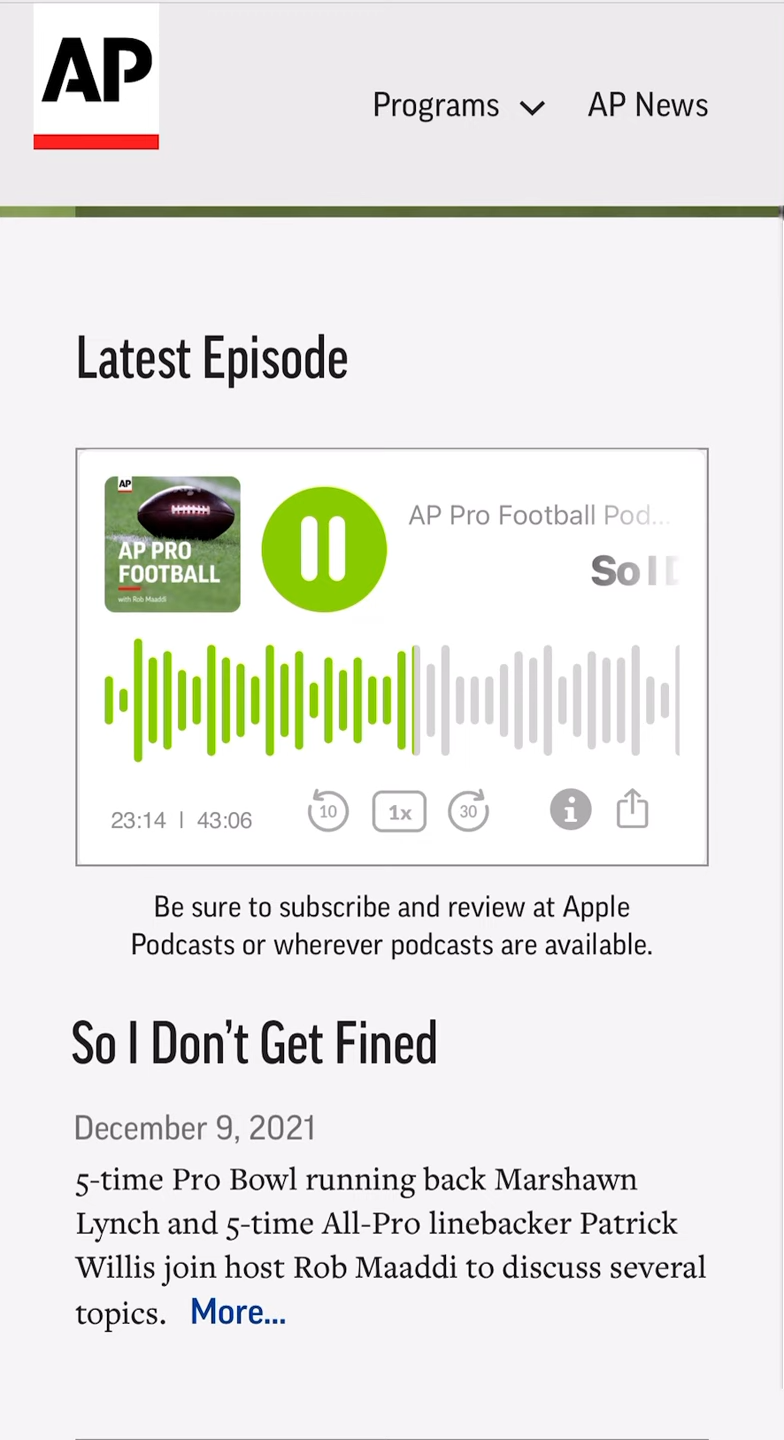 AP
Programs
AP News
Latest Episode
AP
AP PRO
FOOTBALL
with Rob Maaddi
AP Pro Football Pod...
So I D
23:14 | 43:06
10
1x
30
i
Be sure to subscribe and review at Apple
Podcasts or wherever podcasts are available.
So I Don’t Get Fined
December 9, 2021
5-time Pro Bowl running back Marshawn
Lynch and 5-time All-Pro linebacker Patrick
Willis join host Rob Maaddi to discuss several
topics. More...